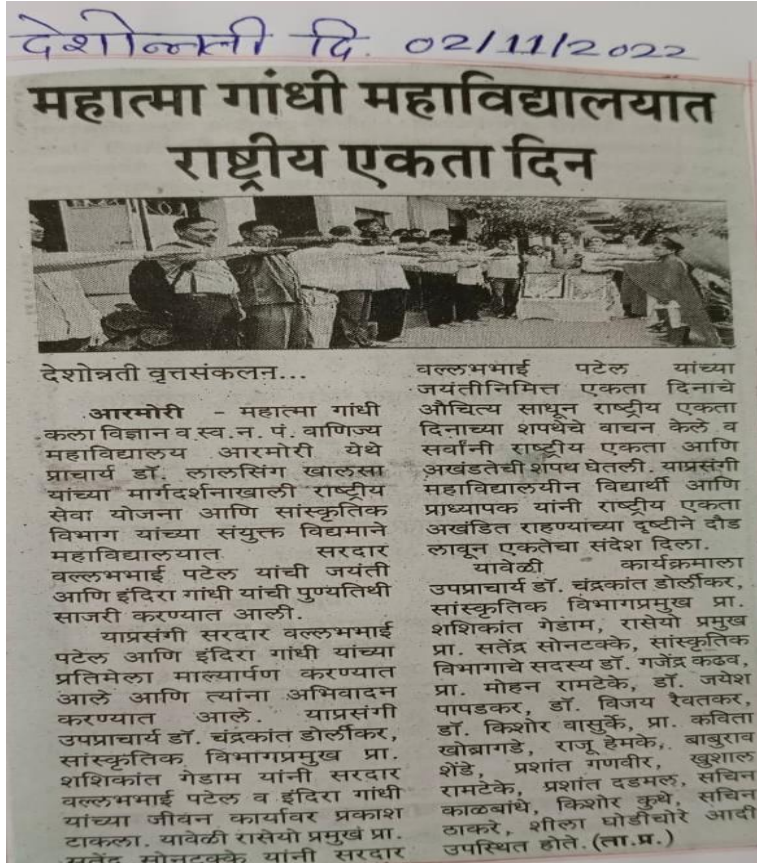 देशोन्नती दि. 02/11/2022
महात्मा गांधी महाविद्यालयात
राष्ट्रीय एकता दिन
देशोन्नती वृत्तसंकलन...
आरमोरी - महात्मा गांधी
कला विज्ञान व स्व.न. पं. वाणिज्य
महाविद्यालय आरमोरी येथे
प्राचार्य डॉ. लालसिंग खालसा
यांच्या मार्गदर्शनाखाली राष्ट्रीय
सेवा योजना आणि सांस्कृतिक
विभाग यांच्या संयुक्त विद्यमाने
महाविद्यालयात सरदार
वल्लभभाई पटेल यांची जयंती
आणि इंदिरा गांधी यांची पुण्यतिथी
साजरी करण्यात आली.
याप्रसंगी सरदार वल्लभभाई
पटेल आणि इंदिरा गांधी यांच्या
प्रतिमेला माल्यार्पण करण्यात
आले आणि त्यांना अभिवादन
करण्यात आले. याप्रसंगी
उपप्राचार्य डॉ. चंद्रकांत डोर्लीकर,
सांस्कृतिक विभागप्रमुख प्रा.
शशिकांत गेडाम यांनी सरदार
वल्लभभाई पटेल व इंदिरा गांधी
यांच्या जीवन कार्यावर प्रकाश
टाकला. यावेळी रासेयो प्रमुख प्रा.
सतेंद्र सोनटक्के यांनी सरदार
वल्लभभाई पटेल यांच्या
जयंतीनिमित्त एकता दिनाचे
औचित्य साधून राष्ट्रीय एकता
दिनाच्या शपथेचे वाचन केले व
सर्वांनी राष्ट्रीय एकता आणि
अखंडतेची शपथ घेतली. याप्रसंगी
महाविद्यालयीन विद्यार्थी आणि
प्राध्यापक यांनी राष्ट्रीय एकता
अखंडित राहण्यांच्या दृष्टीने दौड
लावून एकतेचा संदेश दिला.
यावेळी कार्यक्रमाला
उपप्राचार्य डॉ. चंद्रकांत डोर्लीकर,
सांस्कृतिक विभागप्रमुख प्रा.
शशिकांत गेडाम, रासेयो प्रमुख
प्रा. सतेंद्र सोनटक्के, सांस्कृतिक
विभागाचे सदस्य डॉ. गजेंद्र कढव,
प्रा. मोहन रामटेके, डॉ. जयेश
पापडकर, डॉ. विजय रैवतकर,
डॉ. किशोर वासुर्के, प्रा. कविता
खोब्रागडे, राजू हेमके, बाबुराव
शेंडे, प्रशांत गणवीर, खुशाल
रामटेके, प्रशांत दडमल, सचिन
काळबांधे, किशोर कुथे, सचिन
ठाकरे, शीला घोडीचोरे आदी
उपस्थित होते. (ता.प्र.)